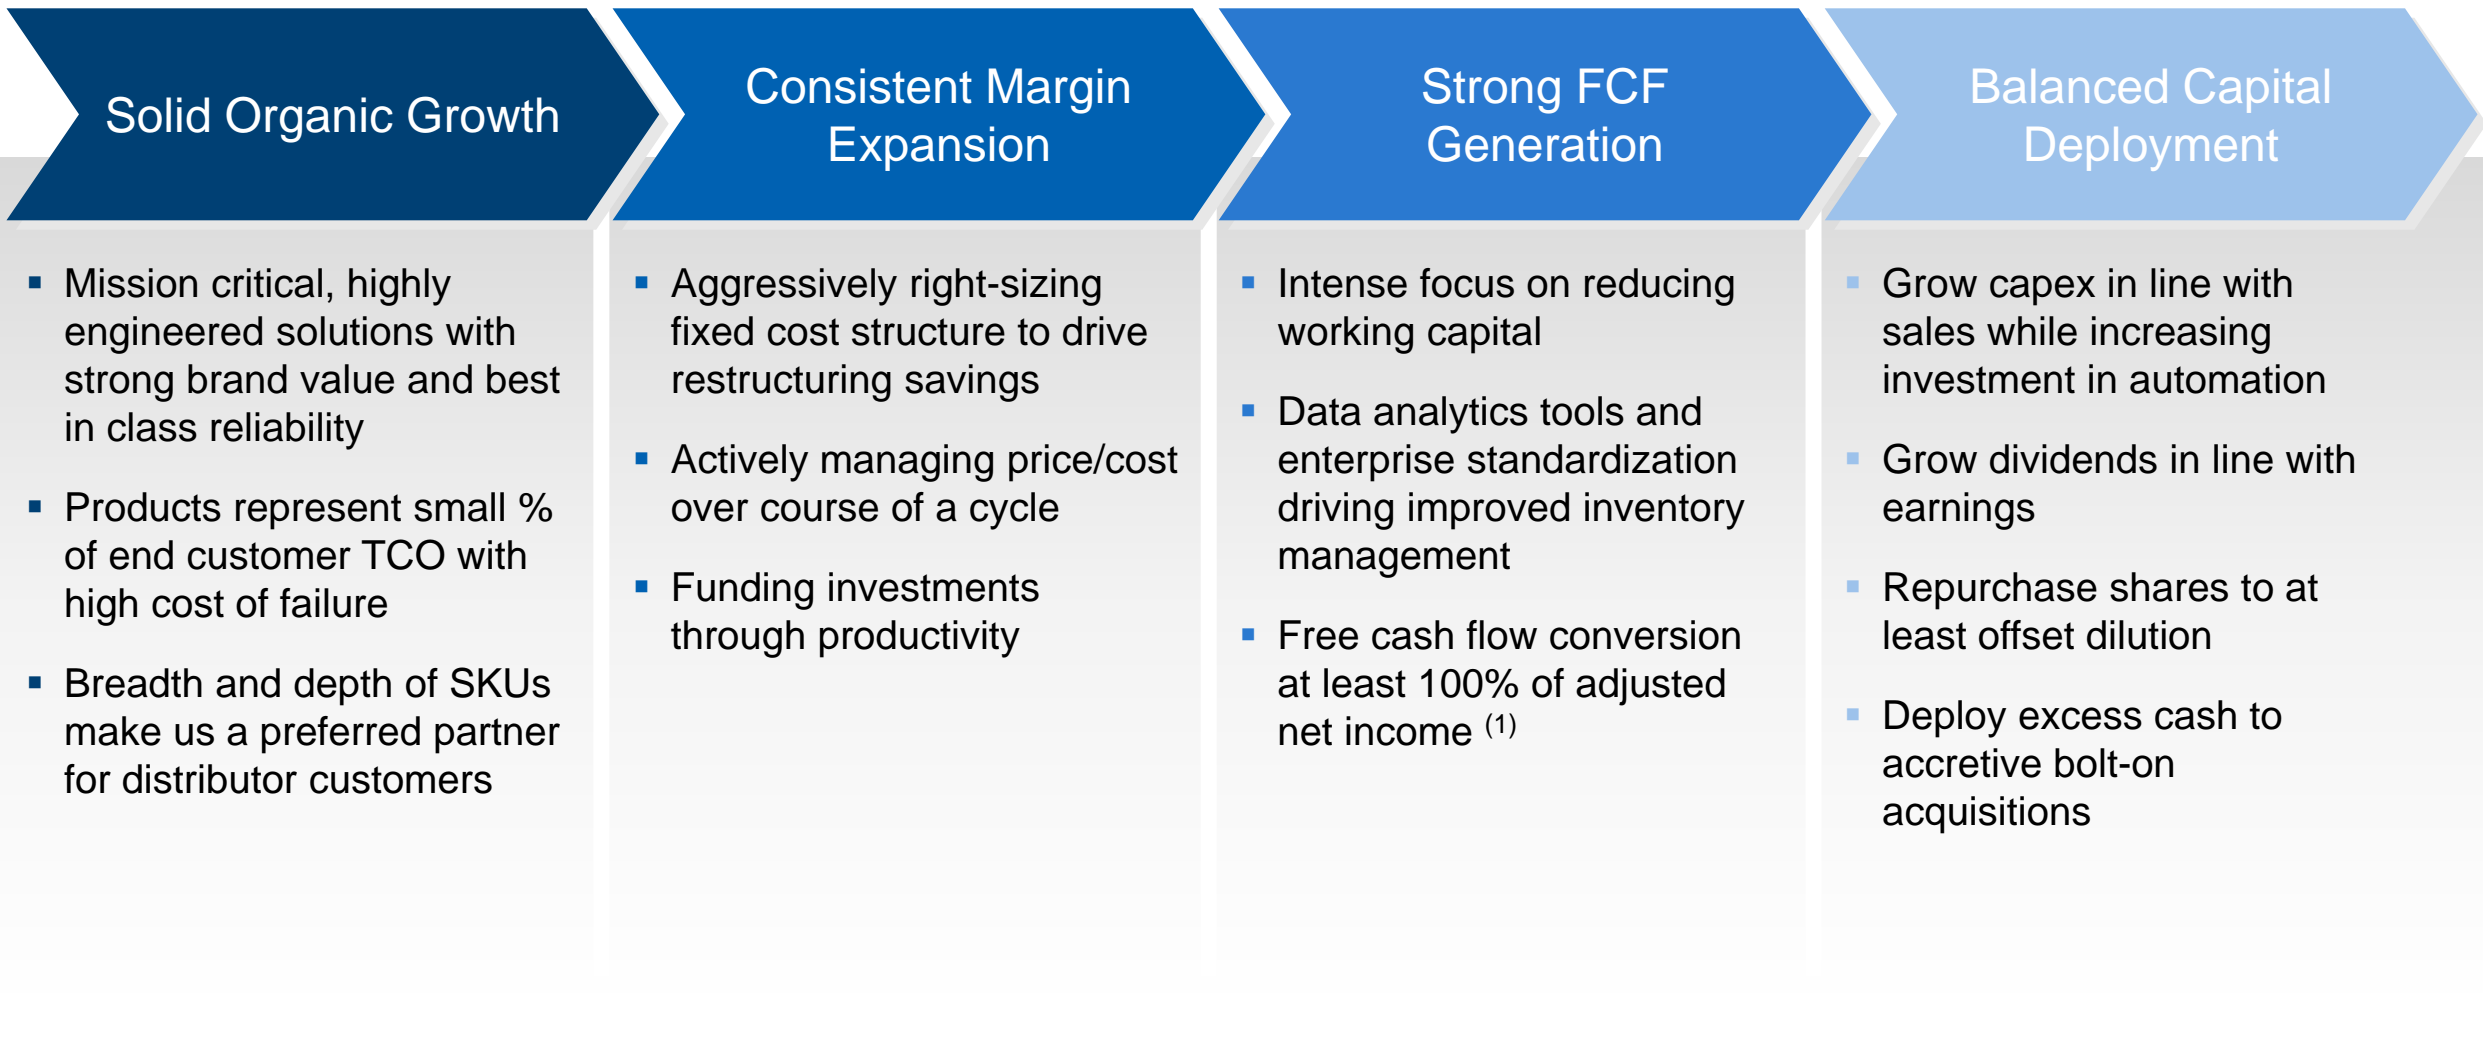 Solid Organic Growth
Mission critical, highly
engineered solutions with
strong brand value and best
in class reliability
Products represent small %
of end customer TCO with
high cost of failure
Breadth and depth of SKUs
make us a preferred partner
for distributor customers
Consistent Margin
Expansion
Aggressively right-sizing
fixed cost structure to drive
restructuring savings
Actively managing price/cost
over course of a cycle
Funding investments
through productivity
Strong FCF
Generation
Intense focus on reducing
working capital
Data analytics tools and
enterprise standardization
driving improved inventory
management
Free cash flow conversion
at least 100% of adjusted
net income (1)
Balanced Capital
Deployment
Grow capex in line with
sales while increasing
investment in automation
Grow dividends in line with
earnings
Repurchase shares to at
least offset dilution
Deploy excess cash to
accretive bolt-on
acquisitions